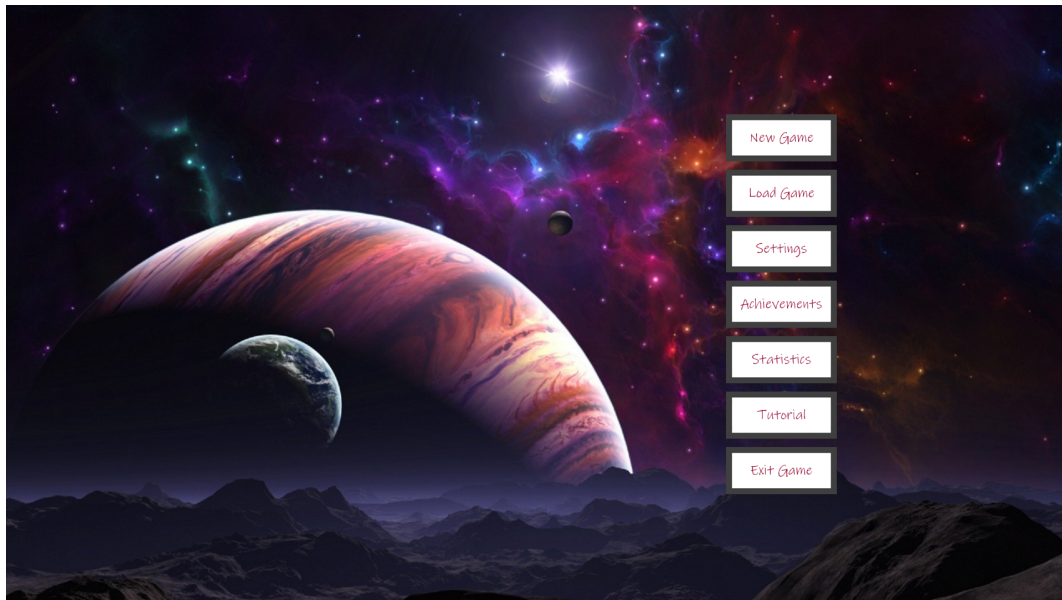 New Game
Load Game
Settings
Achievements
Statistics
Tutorial
Exit Game